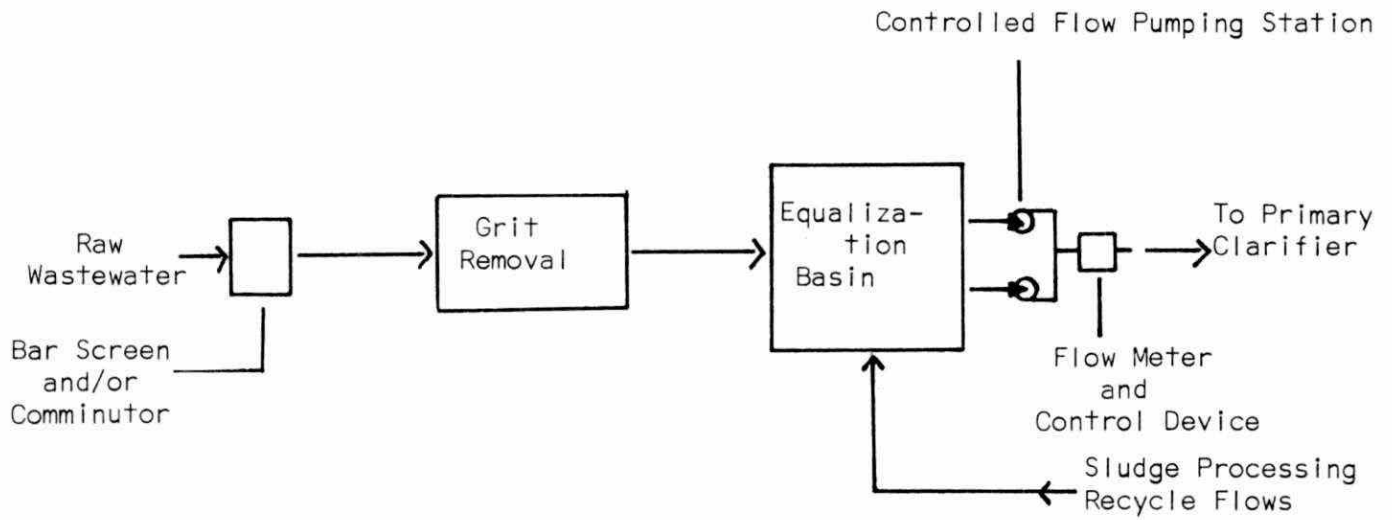 Controlled Flow Pumping Station
Raw
Wastewater
Bar Screen
and/or
Comminutor
Grit
Removal
Equaliza-
tion
Basin
To Primary
Clarifier
Flow Meter
and
Control Device
Sludge Processing
Recycle Flows